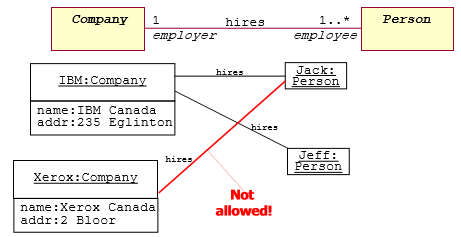 Company 1 hires 1..* Person
employer employee
IBM:Company
name:IBM Canada
addr:235 Eglinton
hires
Jack:
Person
hires
Jeff:
Person
hires
Xerox:Company
name:Xerox Canada
addr:2 Bloor
Not
allowed!